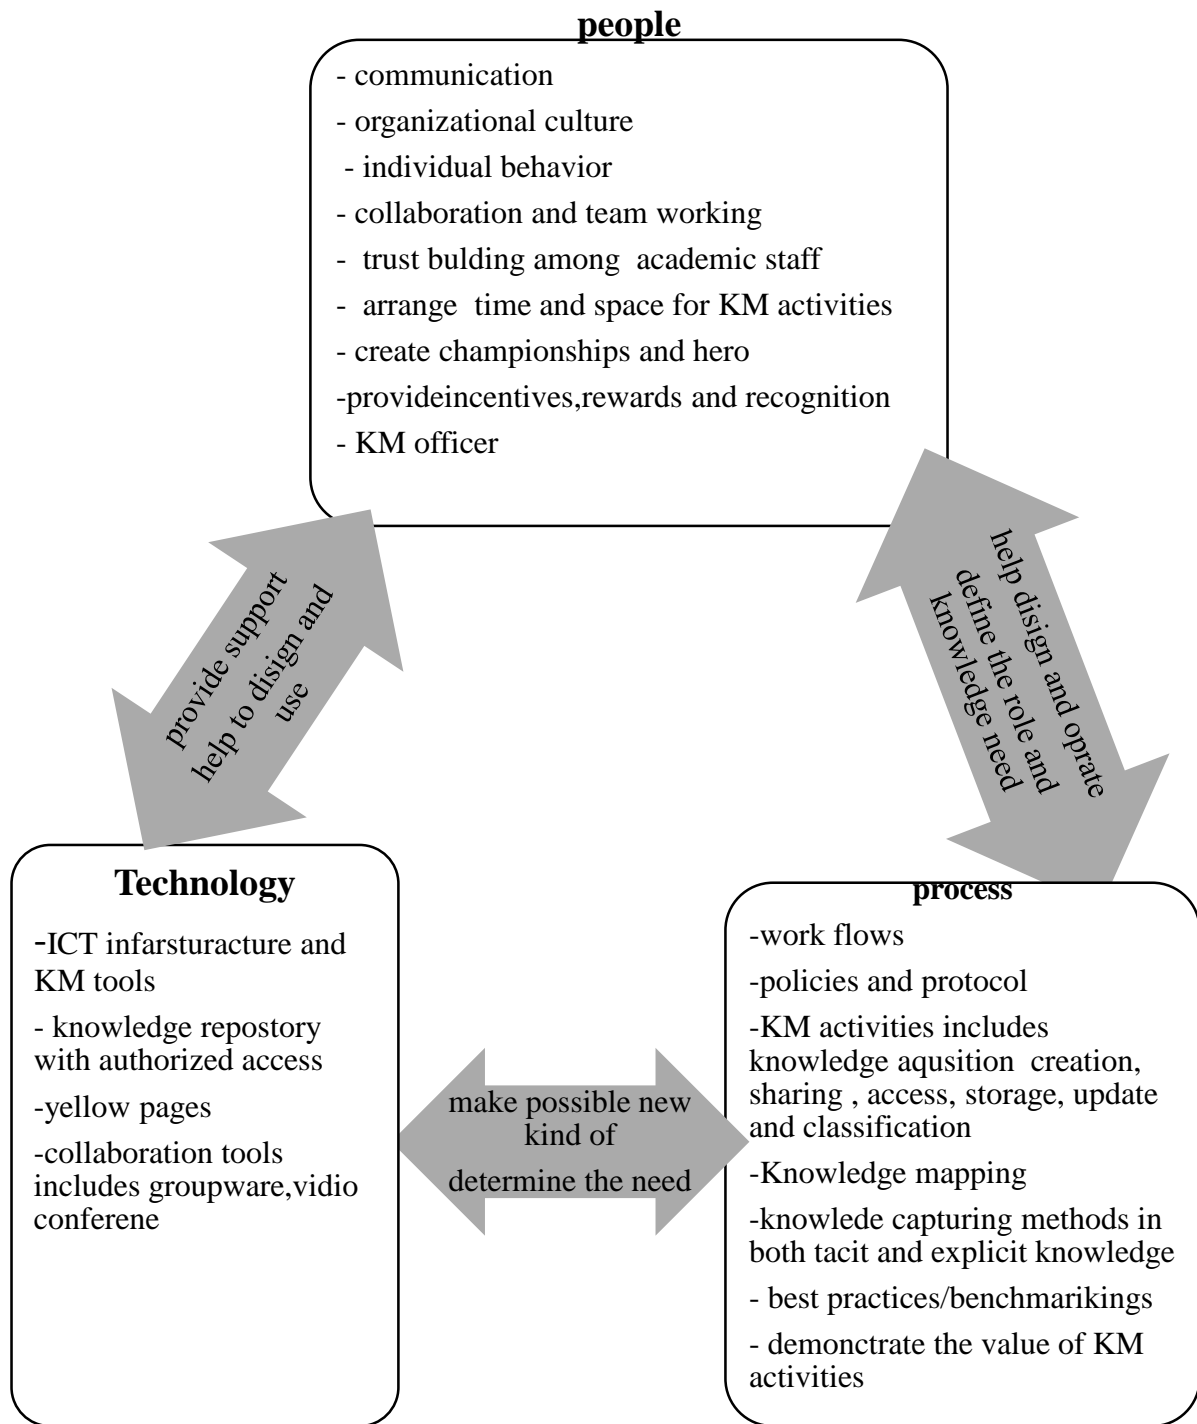 people
- communication
- organizational culture
- individual behavior
- collaboration and team working
- trust bulding among academic staff
- arrange time and space for KM activities
- create championships and hero
-provideincentives,rewards and recognition
- KM officer
provide support
help to disign and
use
help disign and oprate
define the role and
knowledge need
Technology
-ICT infarsturacture and
KM tools
- knowledge repostory
with authorized access
-yellow pages
-collaboration tools
includes groupware,vidio
conferene
make possible new
kind of
determine the need
process
-work flows
-policies and protocol
-KM activities includes
knowledge aqusition creation,
sharing , access, storage, update
and classification
-Knowledge mapping
-knowlede capturing methods in
both tacit and explicit knowledge
- best practices/benchmarikings
- demonctrate the value of KM
activities